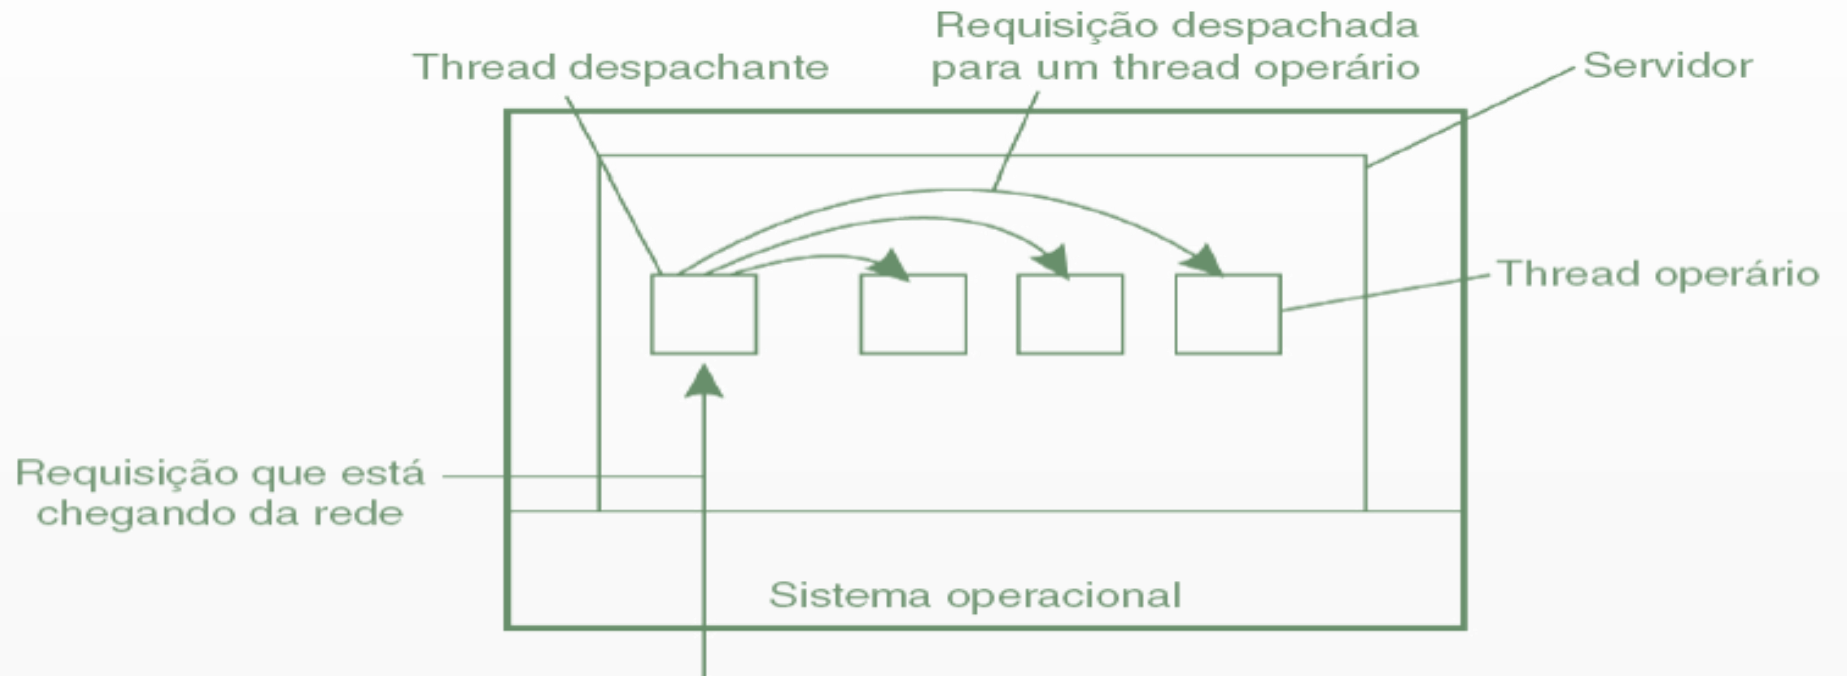 Requisição despachada
para um thread operário
Thread despachante
Servidor
Thread operário
Requisição que está
chegando da rede
Sistema operacional